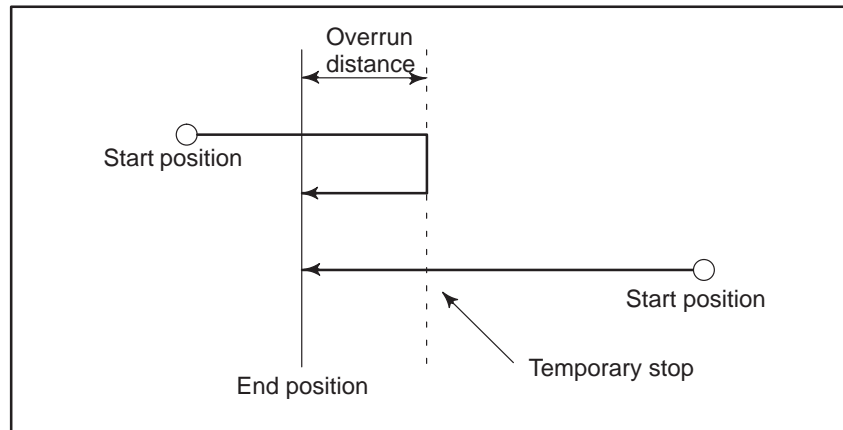 Overrun
distance
Start position
Start position
Temporary stop
End position